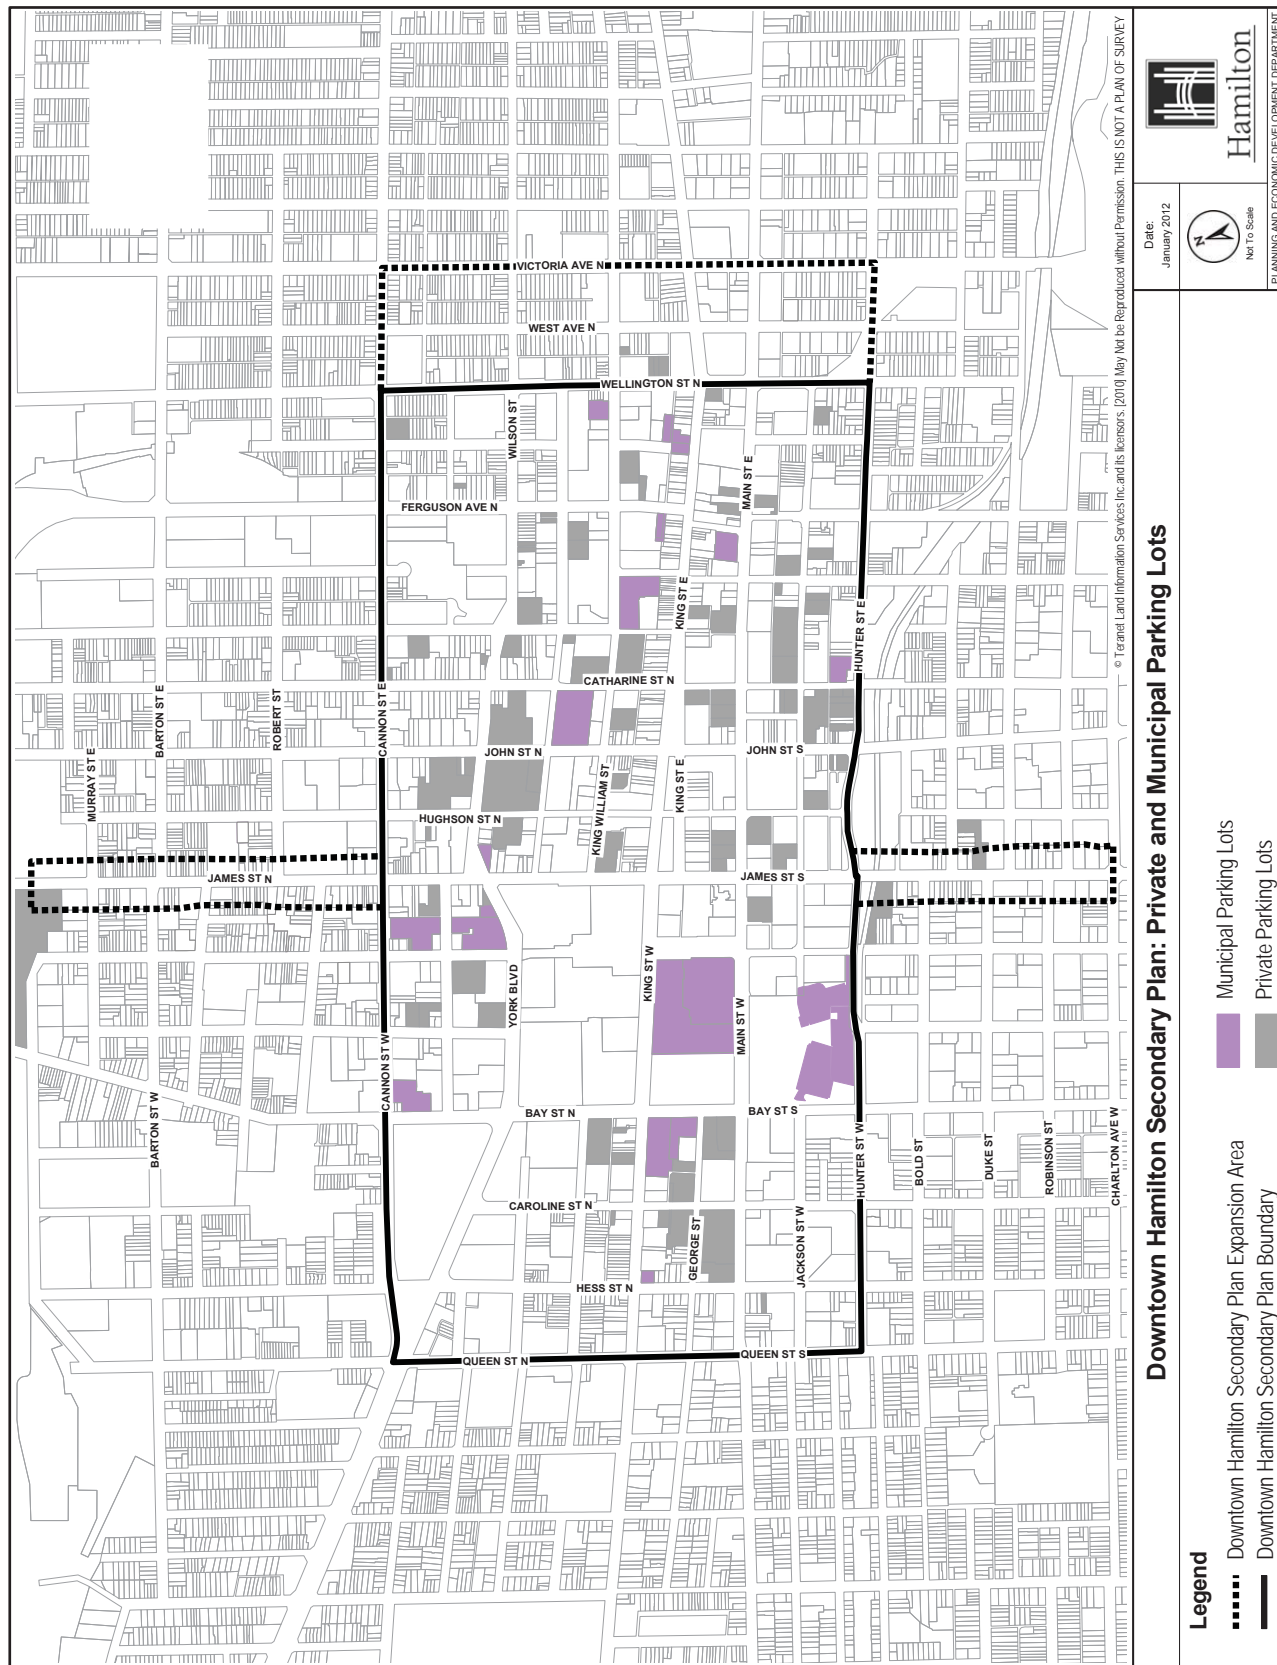 MURRAY ST E
BARTON ST E
ROBERT ST
CANNON ST E
JAMES ST N
BARTON ST W
CANNON ST W
VICTORIA AVE N
WEST AVE N
WELLINGTON ST N
WILSON ST
FERGUSON AVE N
MAIN ST E
KING ST E
HUNTER ST E
CATHARINE ST N
JOHN ST N
JOHN ST S
KING WILLIAM ST
KING ST E
HUGHSON ST N
JAMES ST S
YORK BLVD
KING ST W
MAIN ST W
BAY ST N
BAY ST S
CAROLINE ST N
GEORGE ST
JACKSON ST W
HESS ST N
QUEEN ST N
QUEEN ST S
HUNTER ST W
BOLD ST
DUKE ST
ROBINSON ST
CHARLTON AVE W
© Teranet Land Information Services Inc. and its licensors. [2010] May Not be Reproduced without Permission. THIS IS NOT A PLAN OF SURVEY
Downtown Hamilton Secondary Plan: Private and Municipal Parking Lots
Legend
Downtown Hamilton Secondary Plan Expansion Area
Downtown Hamilton Secondary Plan Boundary
Municipal Parking Lots
Private Parking Lots
Date:
January 2012
N
Not To Scale
Hamilton
PLANNING AND ECONOMIC DEVELOPMENT DEPARTMENT